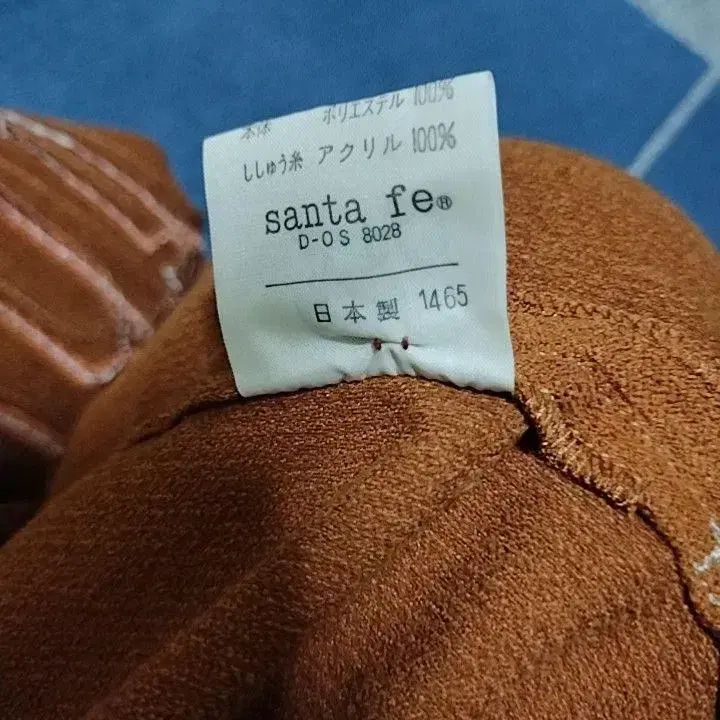 本体 ポリエステル 100%
ししゅう糸 アクリル 100%
santa fe®
D-OS 8028
日本製 1465